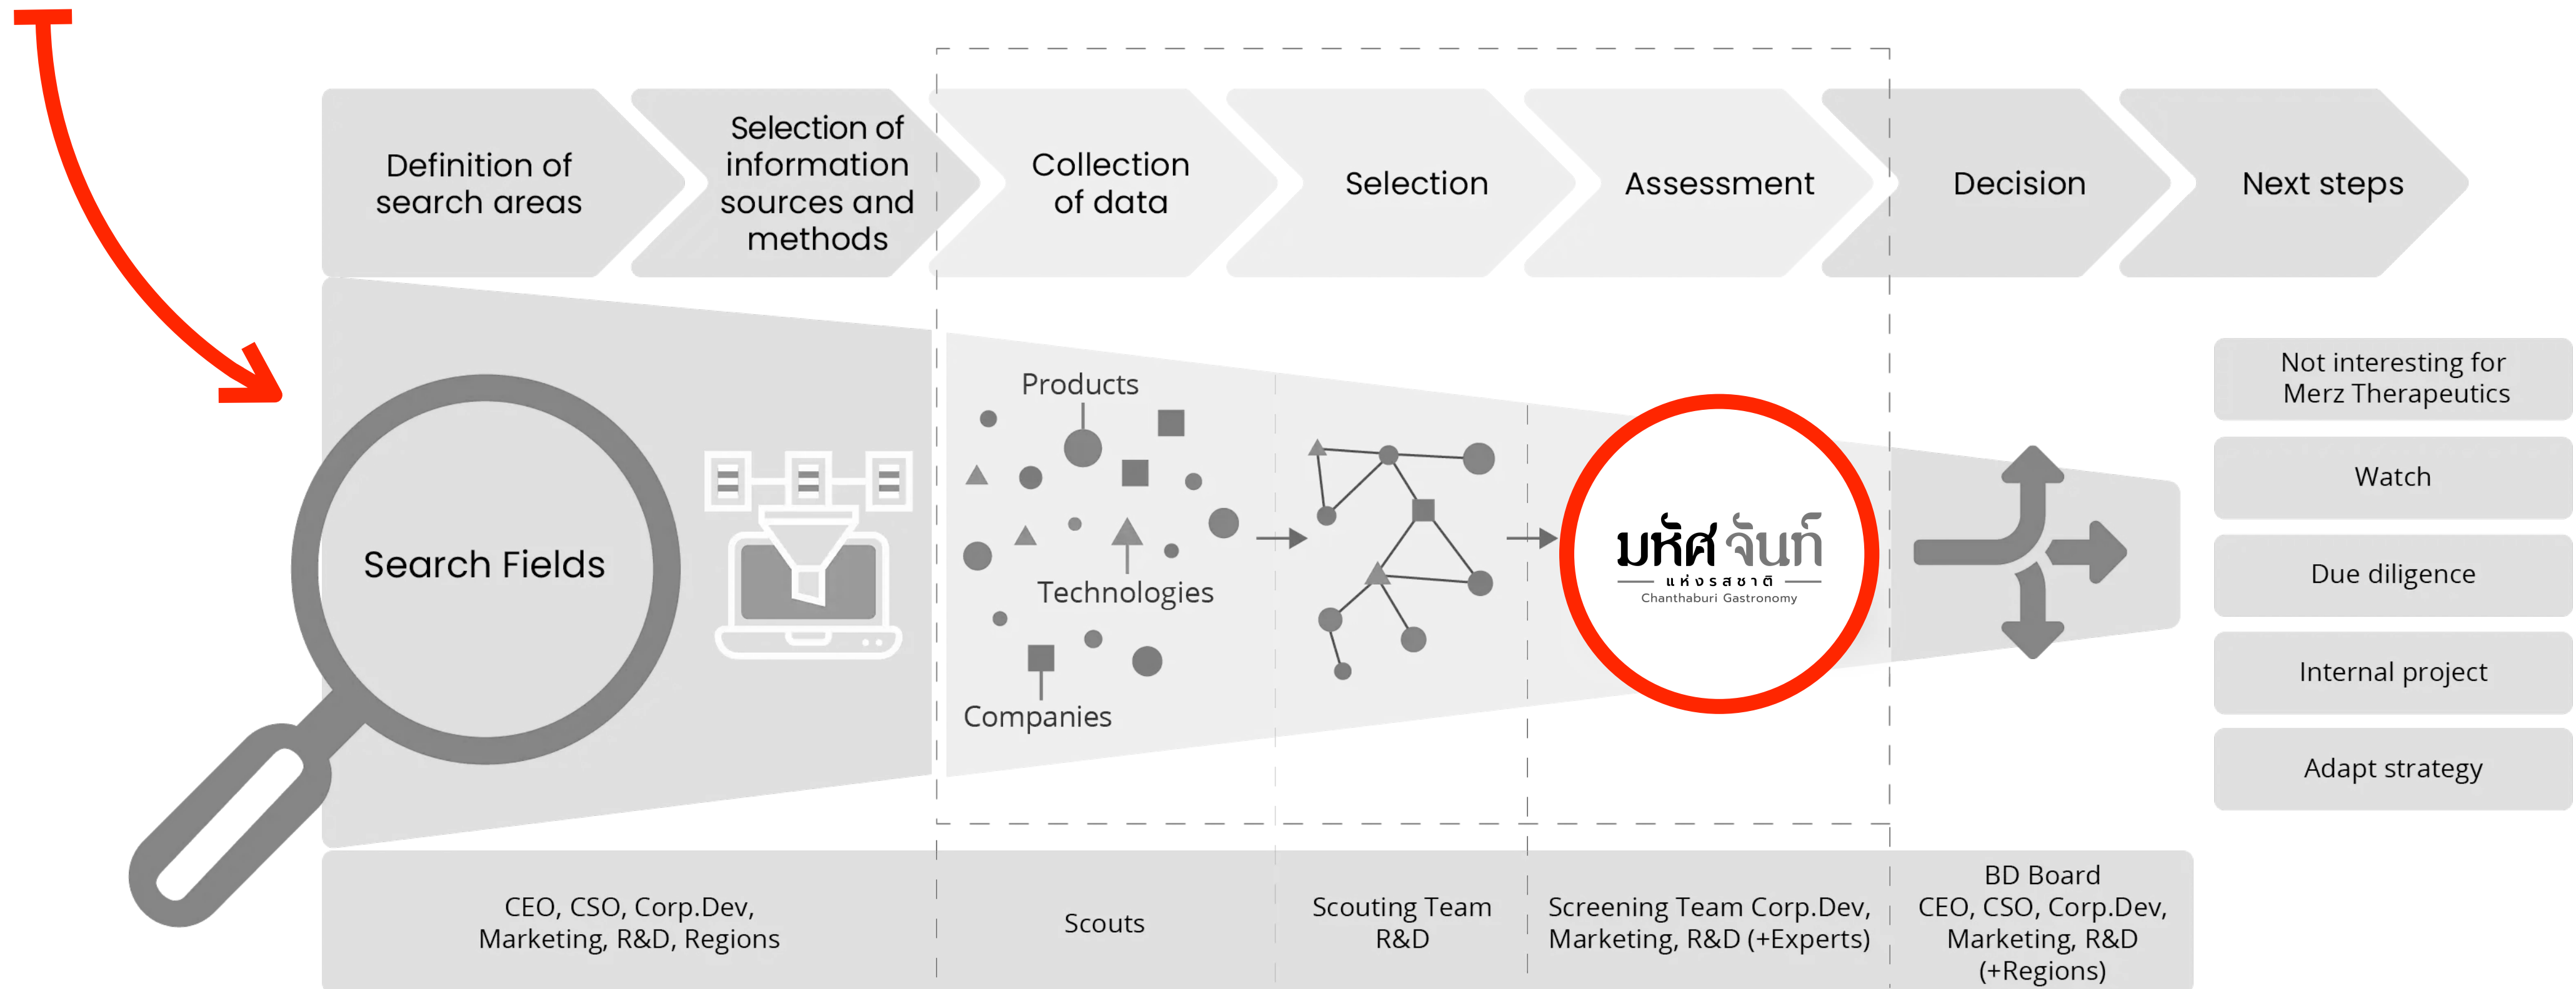 Definition of
search areas
Selection of
information
sources and
methods
Collection
of data
Selection
Assessment
Decision
Next steps
Search Fields
Products
Technologies
Companies
มหัศจันท์
แห่งรสชาติ
Chanthaburi Gastronomy
Not interesting for
Merz Therapeutics
Watch
Due diligence
Internal project
Adapt strategy
CEO, CSO, Corp.Dev,
Marketing, R&D, Regions
Scouts
Scouting Team
R&D
Screening Team Corp.Dev,
Marketing, R&D (+Experts)
BD Board
CEO, CSO, Corp.Dev,
Marketing, R&D
(+Regions)